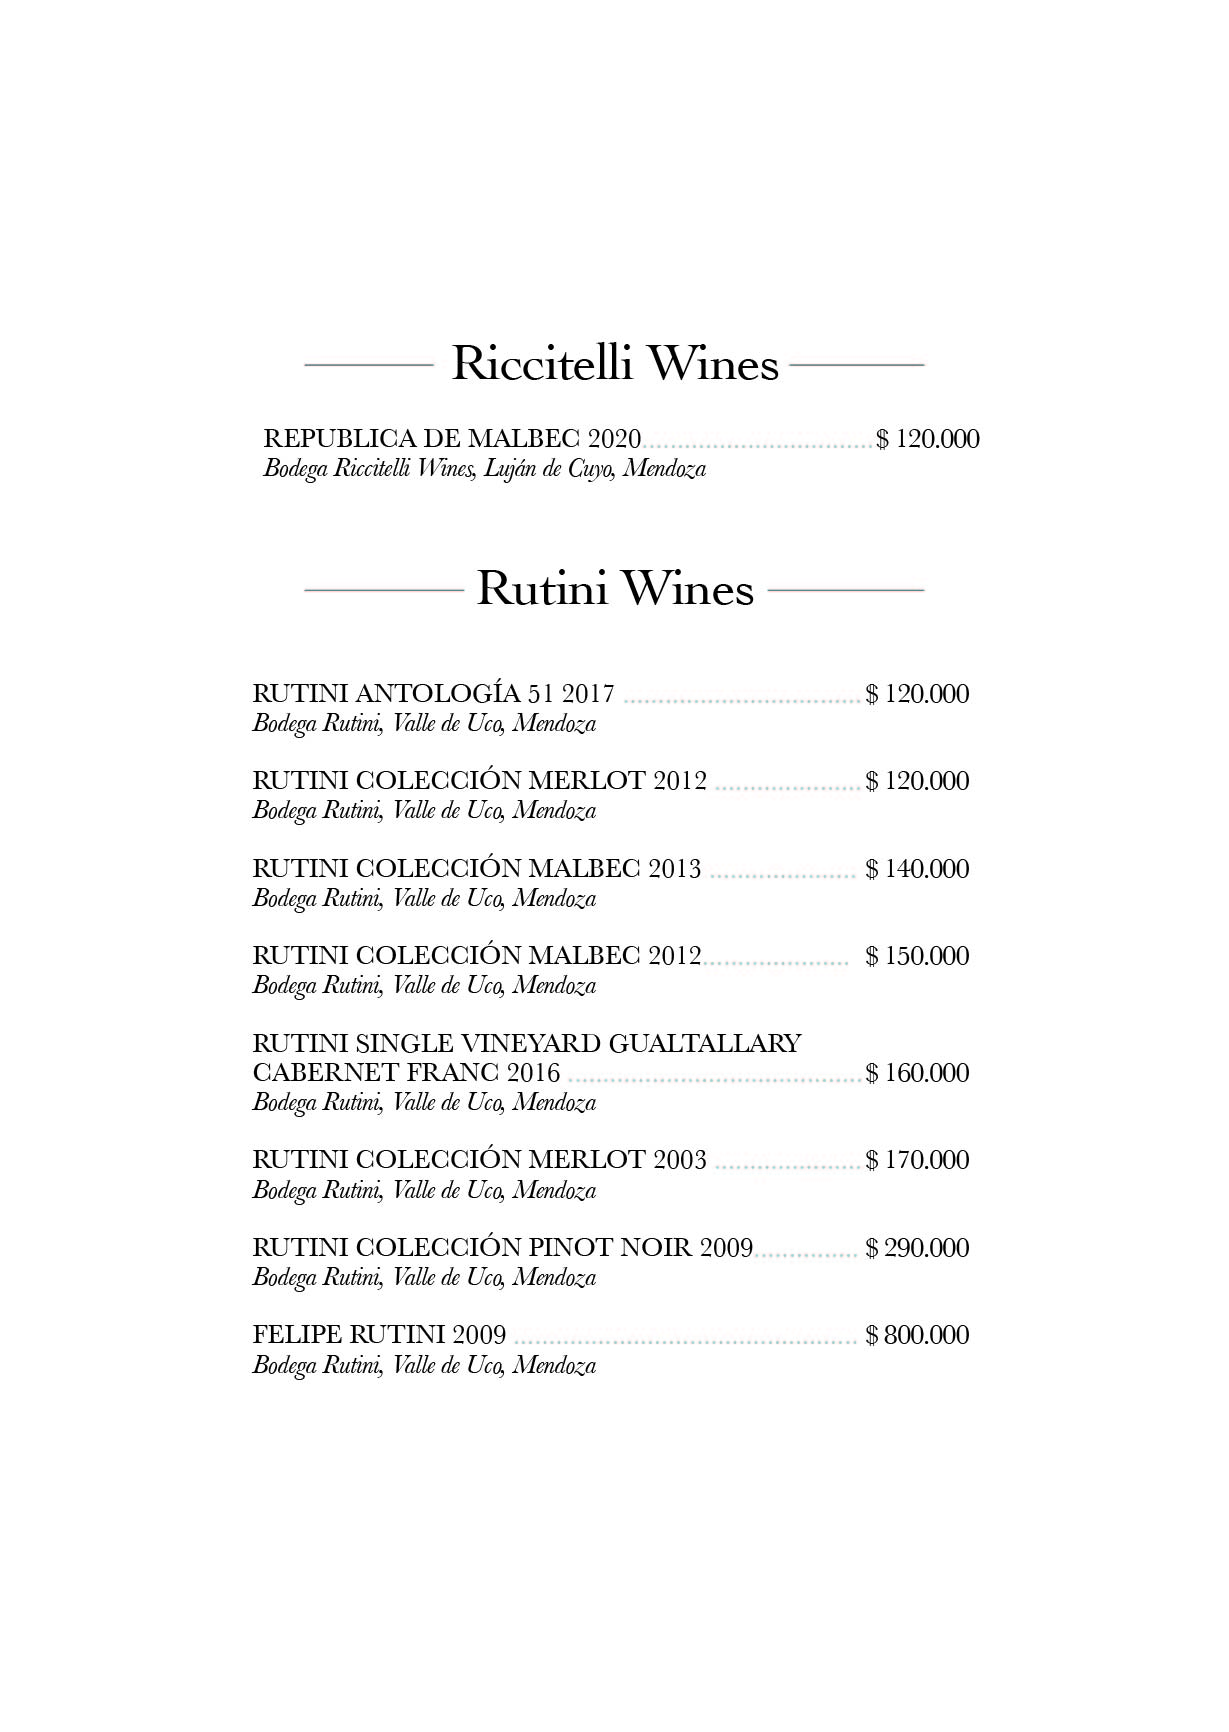 Riccitelli Wines
REPUBLICA DE MALBEC 2020.................................$ 120.000
Bodega Riccitelli Wines, Luján de Cuyo, Mendoza
Rutini Wines
RUTINI ANTOLOGÍA 51 2017 ..................................$ 120.000
Bodega Rutini, Valle de Uco, Mendoza
RUTINI COLECCIÓN MERLOT 2012 .....................$ 120.000
Bodega Rutini, Valle de Uco, Mendoza
RUTINI COLECCIÓN MALBEC 2013 ..................... $ 140.000
Bodega Rutini, Valle de Uco, Mendoza
RUTINI COLECCIÓN MALBEC 2012..................... $ 150.000
Bodega Rutini, Valle de Uco, Mendoza
RUTINI SINGLE VINEYARD GUALTALLARY
CABERNET FRANC 2016 ..........................................$ 160.000
Bodega Rutini, Valle de Uco, Mendoza
RUTINI COLECCIÓN MERLOT 2003 .....................$ 170.000
Bodega Rutini, Valle de Uco, Mendoza
RUTINI COLECCIÓN PINOT NOIR 2009............... $ 290.000
Bodega Rutini, Valle de Uco, Mendoza
FELIPE RUTINI 2009 ................................................. $ 800.000
Bodega Rutini, Valle de Uco, Mendoza